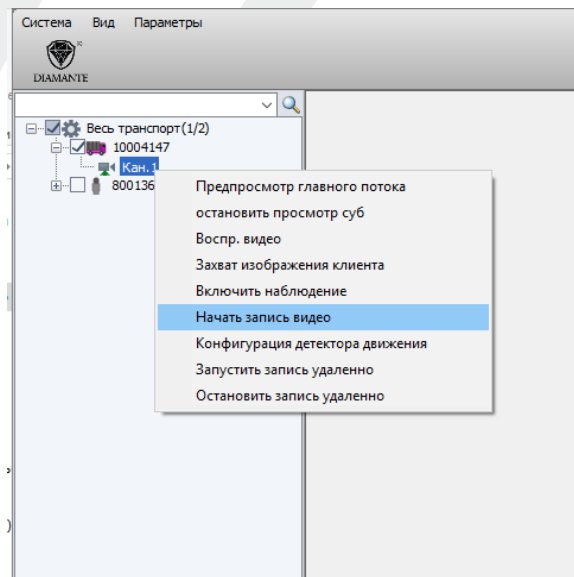 Система Вид Параметры
DIAMANTE
Весь транспорт(1/2)
10004147
Кан.1
800136
Предпросмотр главного потока
остановить просмотр суб
Воспр. видео
Захват изображения клиента
Включить наблюдение
Начать запись видео
Конфигурация детектора движения
Запустить запись удаленно
Остановить запись удаленно